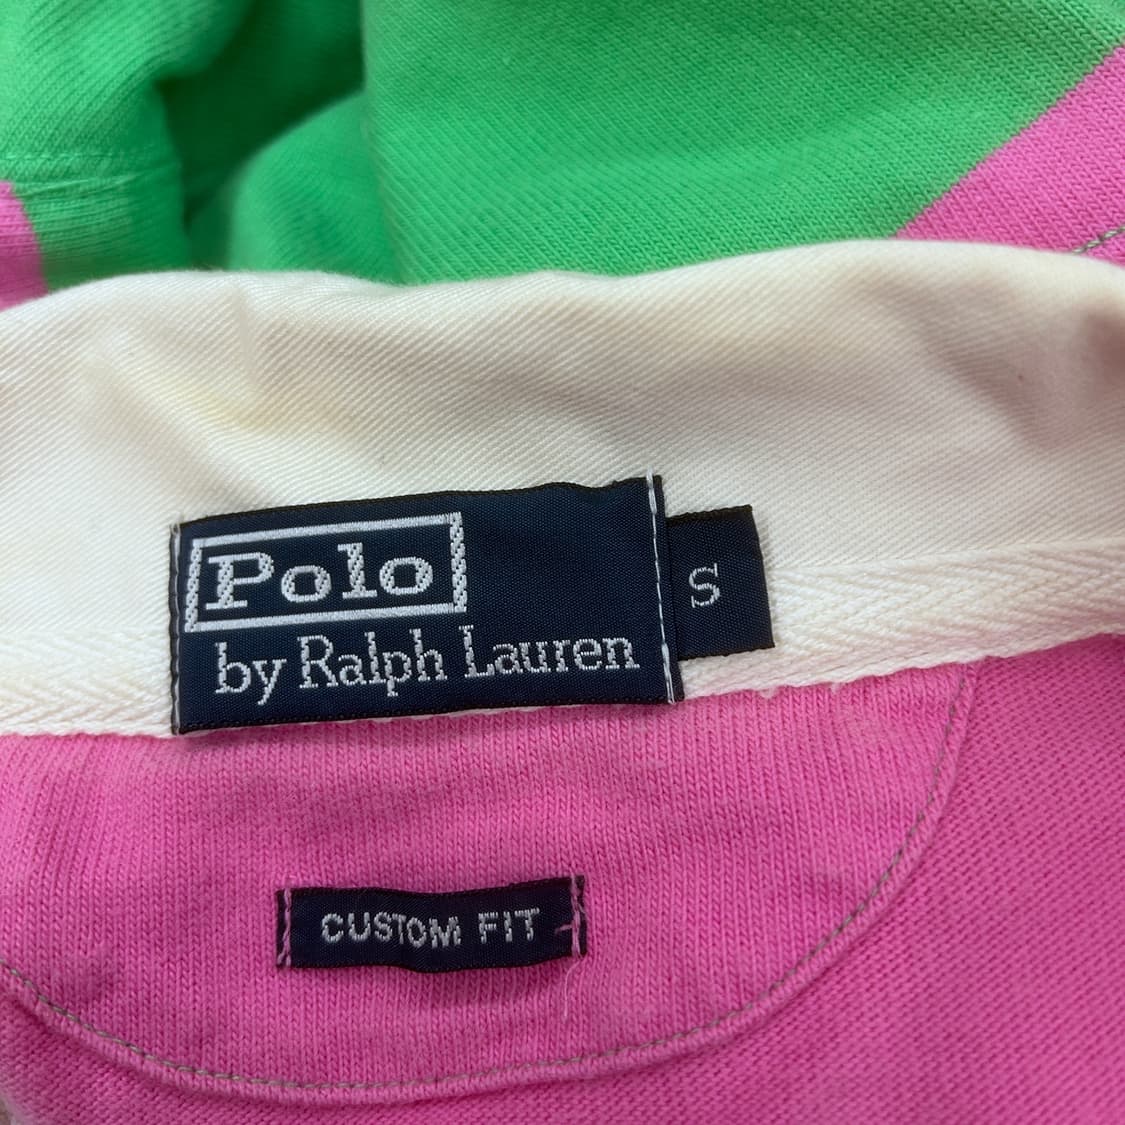 Polo
by Ralph Lauren
S
CUSTOM FIT